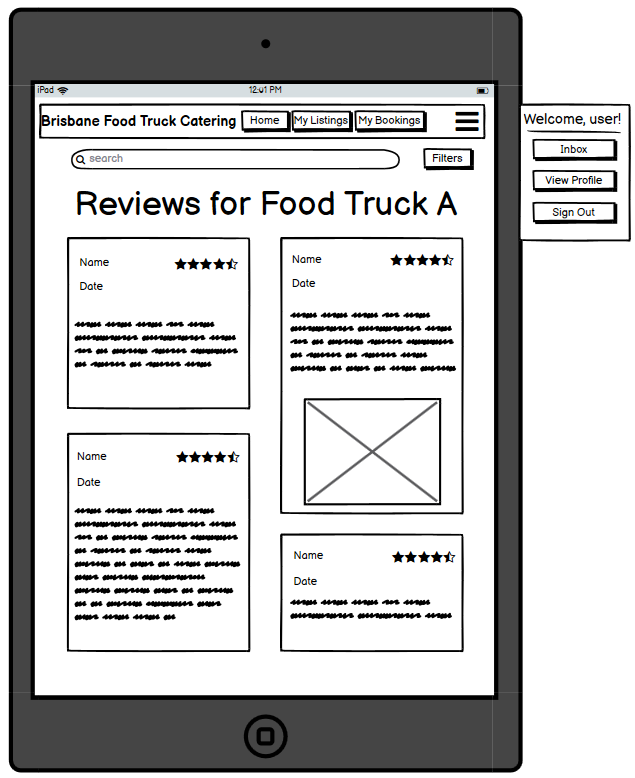 iPad 12:01 PM
Brisbane Food Truck Catering Home My Listings My Bookings
Welcome, user!
Inbox
View Profile
Sign Out
search Filters
Reviews for Food Truck A
Name
Date
Name
Date
Name
Date
Name
Date